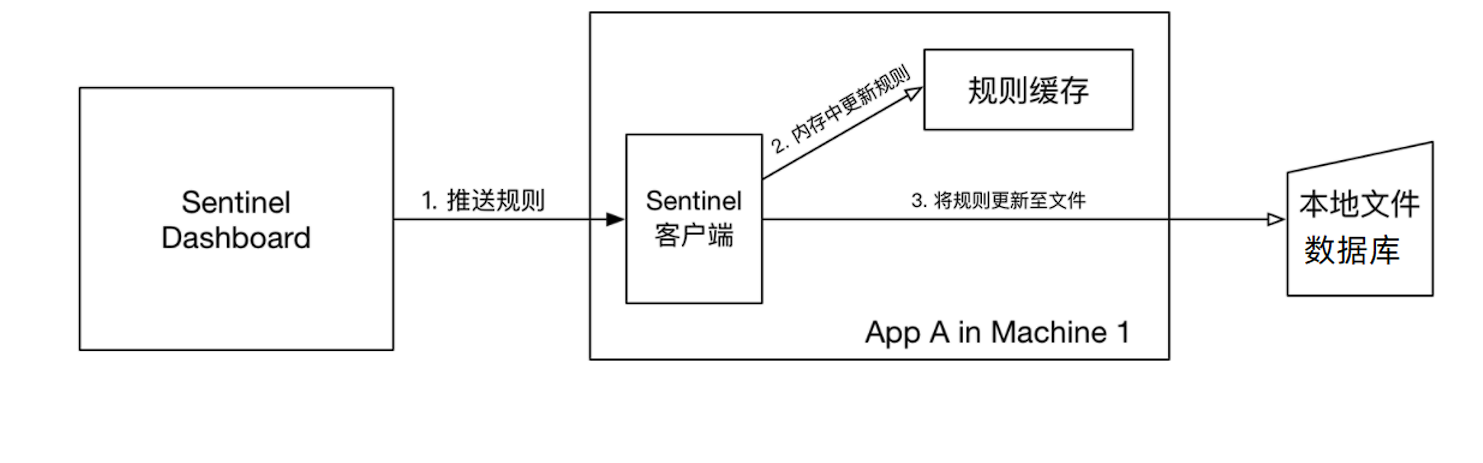 Sentinel
Dashboard
1. 推送规则
Sentinel
客户端
2. 内存中更新规则
规则缓存
3. 将规则更新至文件
本地文件
数据库
App A in Machine 1